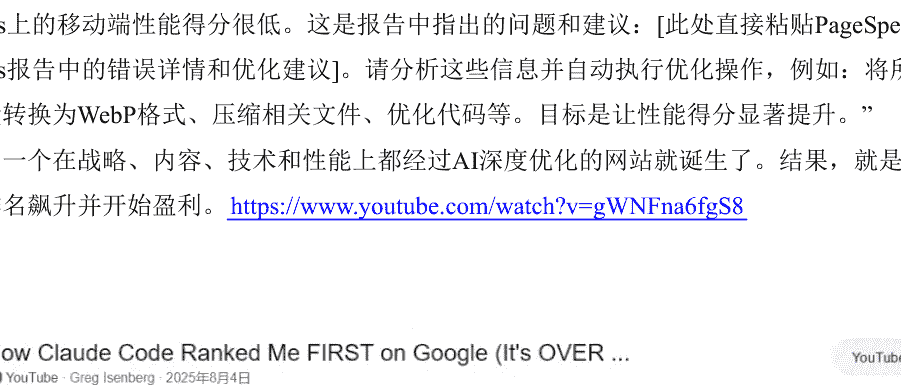 s上的移动端性能得分很低。这是报告中指出的问题和建议：[此处直接粘贴PageSpe
s报告中的错误详情和优化建议]。请分析这些信息并自动执行优化操作，例如：将所
转换为WebP格式、压缩相关文件、优化代码等。目标是让性能得分显著提升。”
一个在战略、内容、技术和性能上都经过AI深度优化的网站就诞生了。结果，就是
名飙升并开始盈利。 https://www.youtube.com/watch?v=gWNFna6fgS8
ow Claude Code Ranked Me FIRST on Google (It's OVER ...
YouTube
YouTube · Greg Isenberg · 2025年8月4日